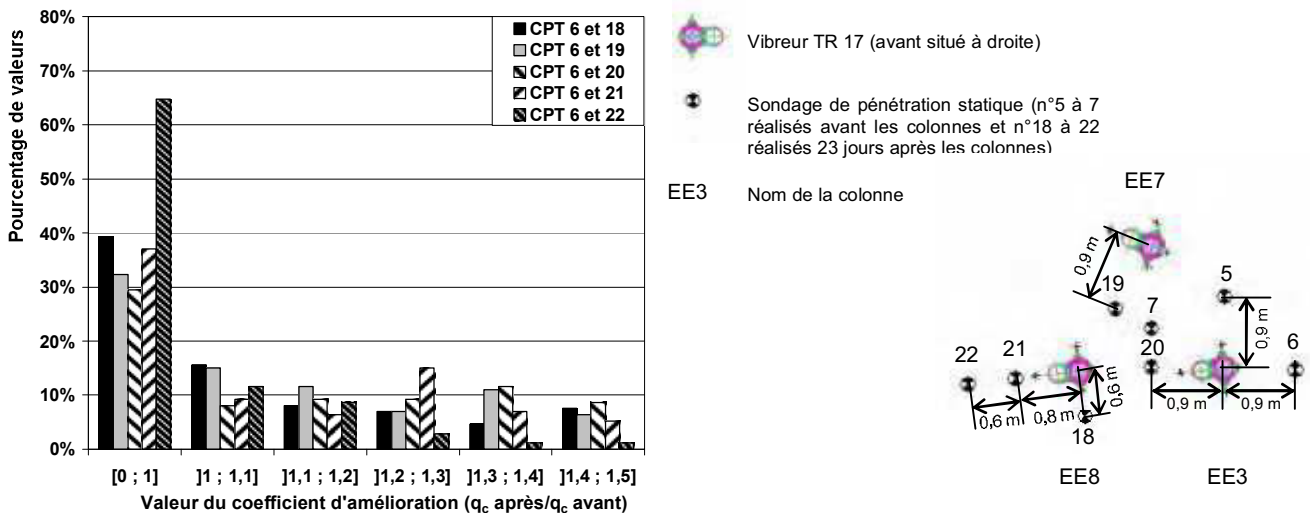 80%
70%
60%
50%
40%
30%
20%
10%
0%
Pourcentage de valeurs
CPT 6 et 18
CPT 6 et 19
CPT 6 et 20
CPT 6 et 21
CPT 6 et 22
[0 ; 1]
]1 ; 1,1]
]1,1 ; 1,2]
]1,2 ; 1,3]
]1,3 ; 1,4]
]1,4 ; 1,5]
Valeur du coefficient d'amélioration (qc après/qc avant)
Vibreur TR 17 (avant situé à droite)
Sondage de pénétration statique (n°5 à 7
réalisés avant les colonnes et n°18 à 22
réalisés 23 jours après les colonnes)
EE3
Nom de la colonne
EE7
0,9 m
19
5
7
0,9 m
22
21
20
6
0,6 m
0,8 m
0,6 m
0,9 m
0,9 m
18
EE8
EE3